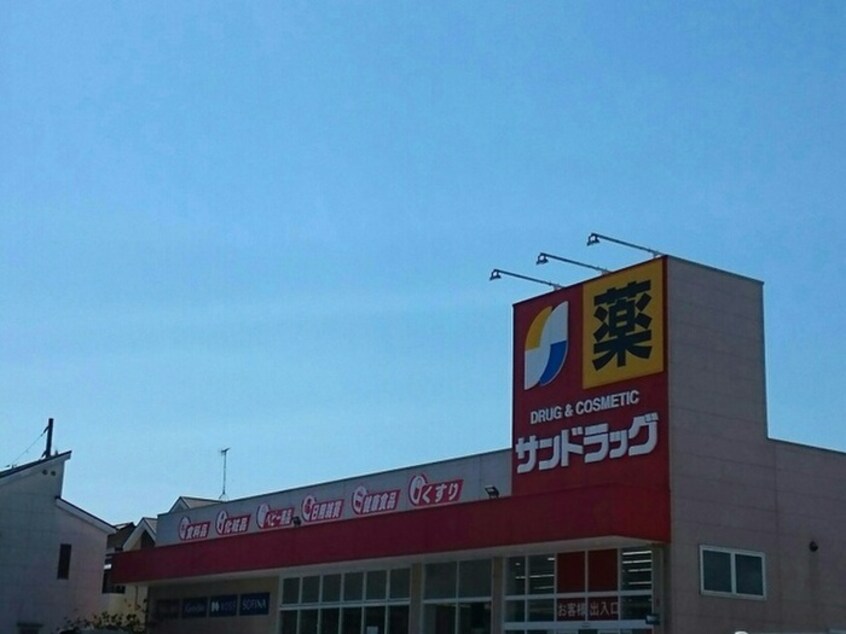 薬
DRUG & COSMETIC
サンドラッグ
食料品 化粧品 ベビー用品 日用雑貨 健康食品 くすり
SOFINA
お客様出入口